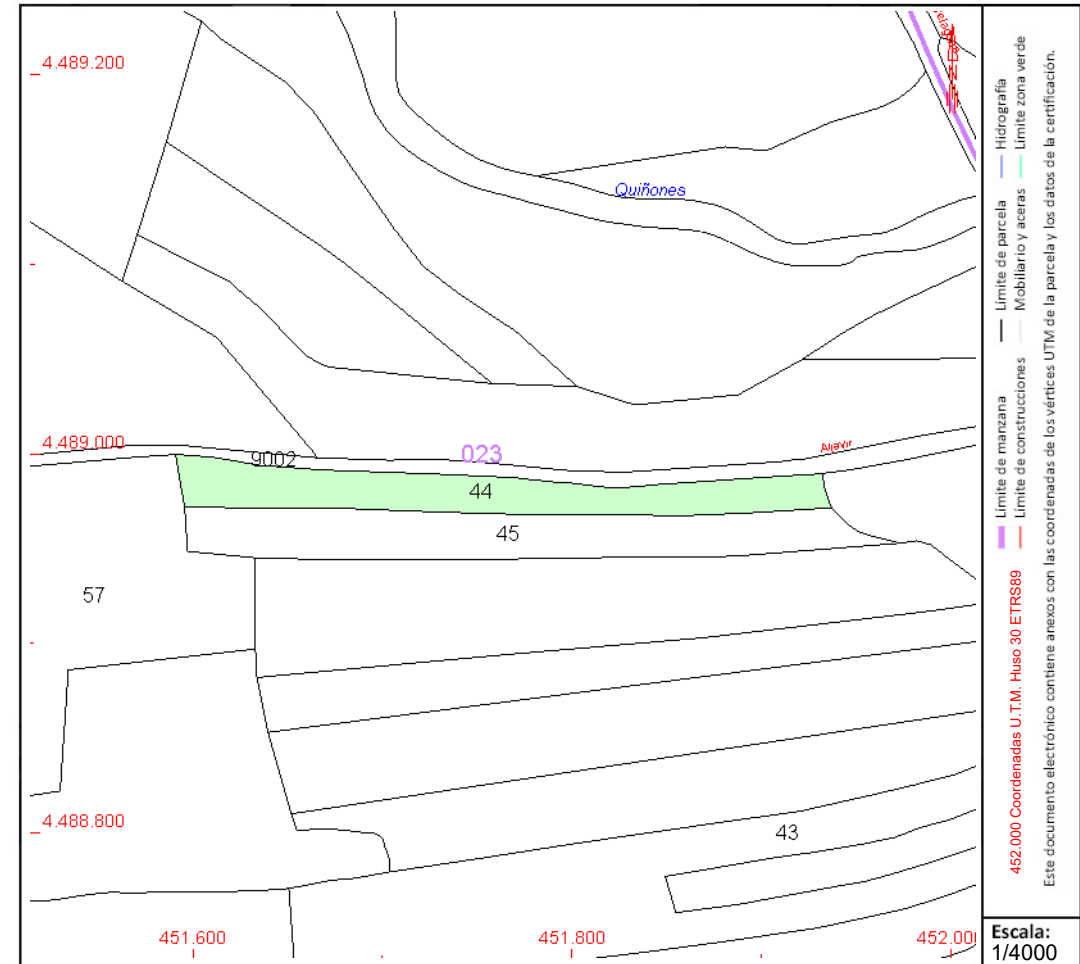 4.489.200
Quiñones
4.489.000
9002
023
Aljavir
44
45
57
4.488.800
43
451.600
451.800
452.00
Hidrografía
Límite zona verde
Límite de parcela
Mobiliario y aceras
Límite de manzana
Límite de construcciones
452.000 Coordenadas U.T.M. Huso 30 ETRS89
Este documento electrónico contiene anexos con las coordenadas de los vértices UTM de la parcela y los datos de la certificación.
Escala:
1/4000